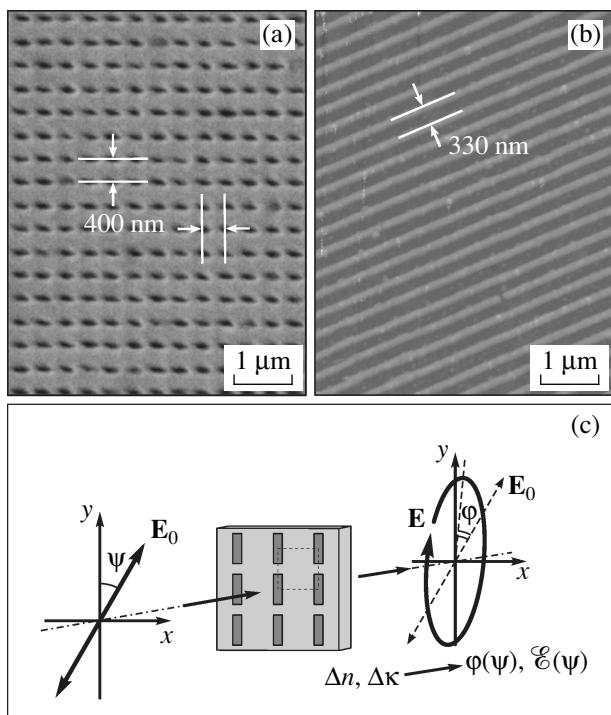 (a)
400 nm
1 μm
(b)
330 nm
1 μm
(c)
y
E₀
ψ
x
y
E₀
E
φ
x
Δn, Δκ
φ(ψ), ℰ(ψ)